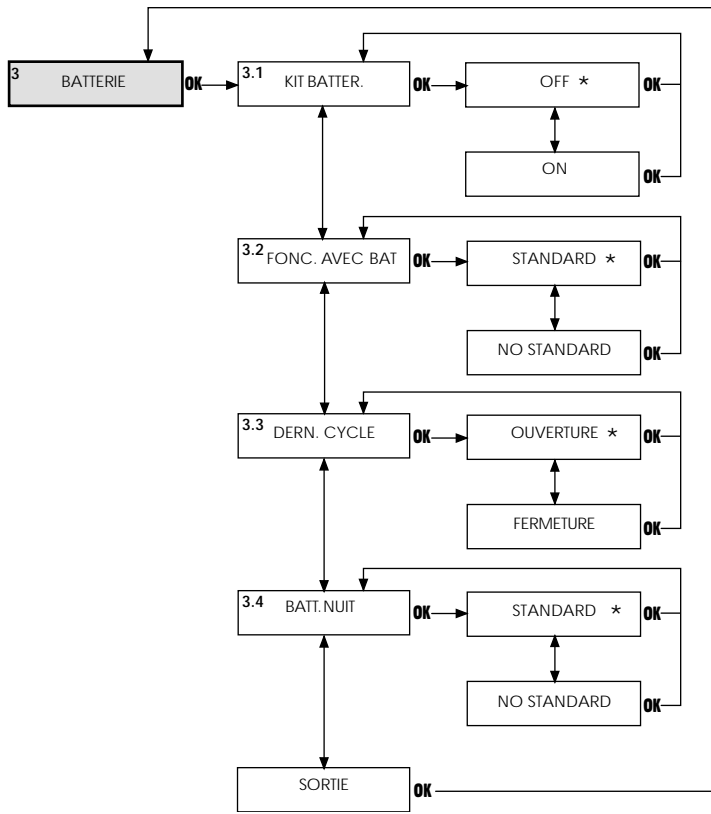 3 BATTERIE OK 3.1 KIT BATTER. OK OFF * OK
ON OK
3.2 FONC. AVEC BAT OK STANDARD * OK
NO STANDARD OK
3.3 DERN. CYCLE OK OUVERTURE * OK
FERMETURE OK
3.4 BATT. NUIT OK STANDARD * OK
NO STANDARD OK
SORTIE OK